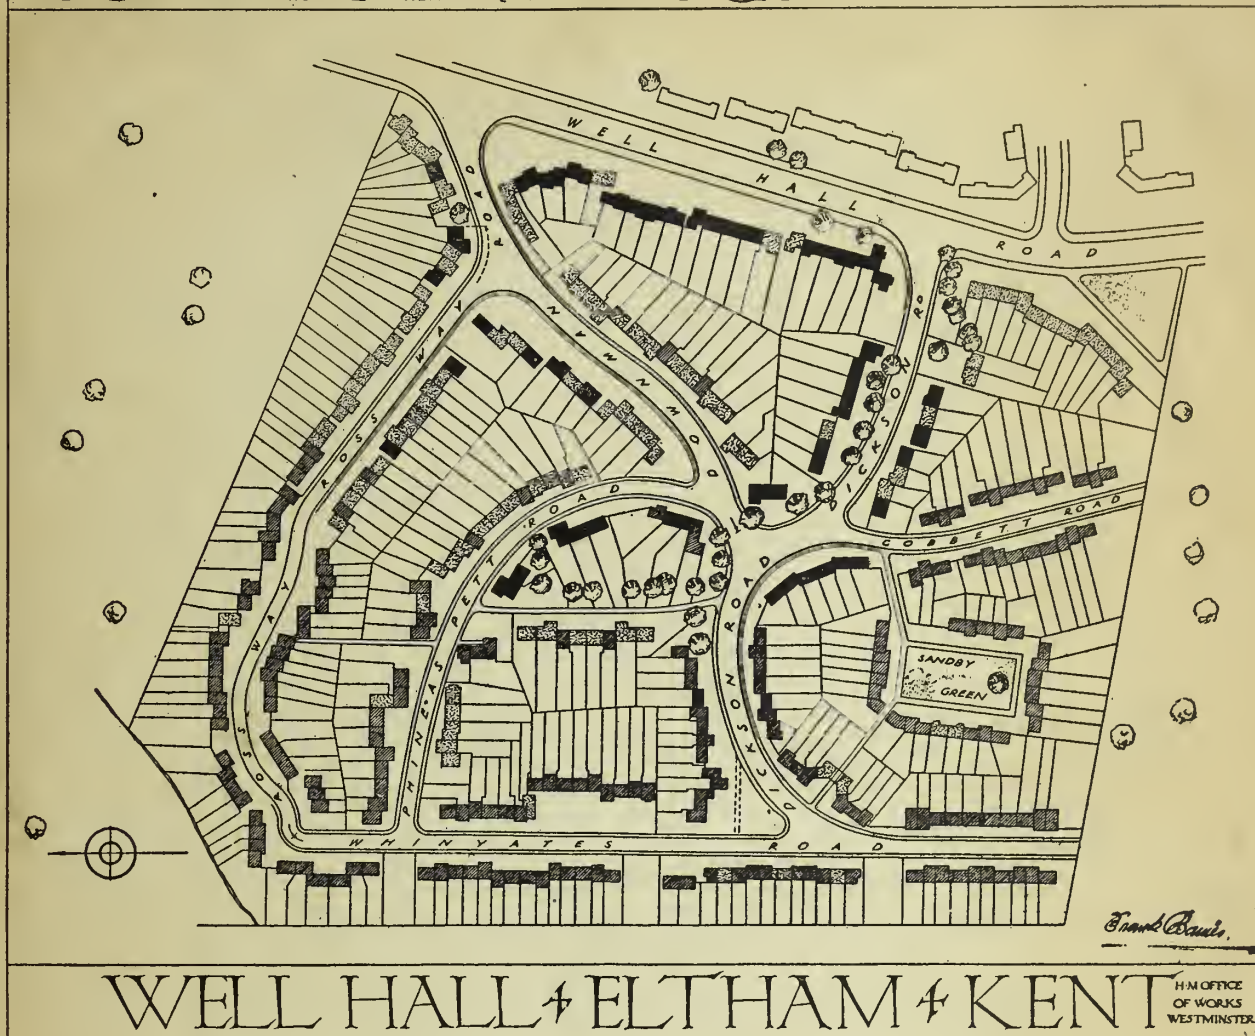 WELL HALL ROAD
ROSS WAY
ROAD
DICKSON RD
COBBETT ROAD
PHINEAS PETT ROAD
ROSS WAY
SANDBY
GREEN
DICKSON ROAD
ROSS WAY
WHINYATES ROAD
Frank Baines.
WELL HALL ELTHAM KENT
H·M OFFICE
OF WORKS
WESTMINSTER